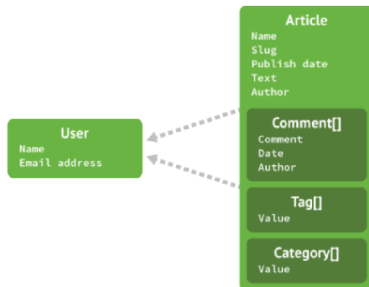 User
Name
Email address
Article
Name
Slug
Publish date
Text
Author
Comment[]
Comment
Date
Author
Tag[]
Value
Category[]
Value